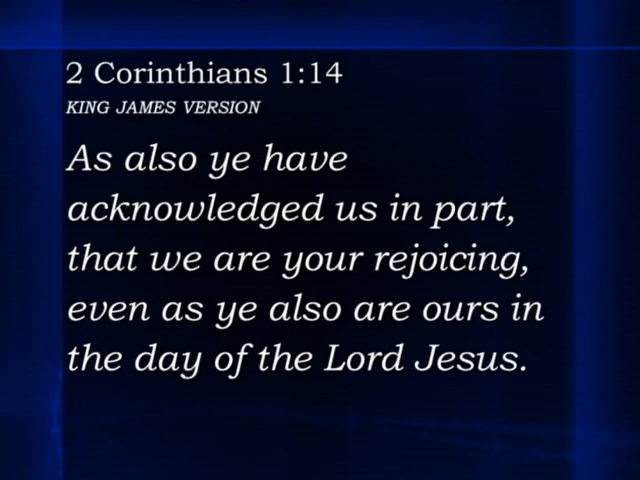 2 Corinthians 1:14
KING JAMES VERSION
As also ye have
acknowledged us in part,
that we are your rejoicing,
even as ye also are ours in
the day of the Lord Jesus.